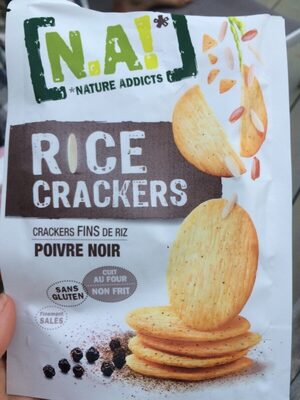 [N.A!*]
*NATURE ADDICTS
RICE
CRACKERS
CRACKERS FINS DE RIZ
POIVRE NOIR
CUIT
AU FOUR
NON FRIT
SANS
GLUTEN
Finement
SALÉS